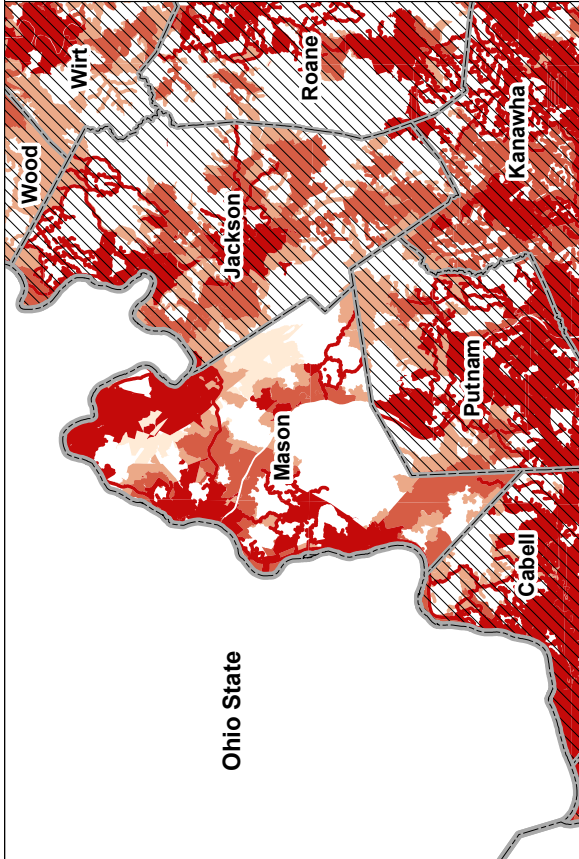 Wood
Wirt
Roane
Jackson
Kanawha
Mason
Putnam
Cabell
Ohio State